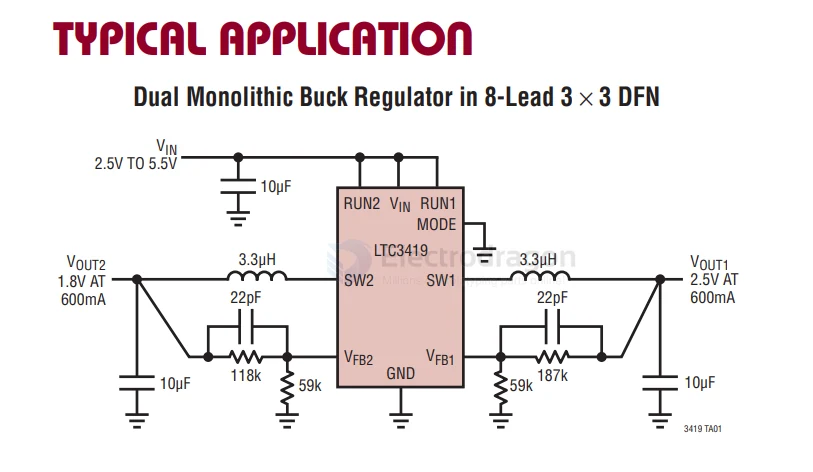 TYPICAL APPLICATION
Dual Monolithic Buck Regulator in 8-Lead 3 × 3 DFN
VIN
2.5V TO 5.5V
10µF
RUN2 VIN RUN1
MODE
LTC3419
Electrodragon
VOUT2
1.8V AT
600mA
3.3µH
SW2
SW1
3.3µH
VOUT1
2.5V AT
600mA
22pF
22pF
VFB2
VFB1
118k
187k
GND
10µF
59k
59k
10µF
3419 TA01